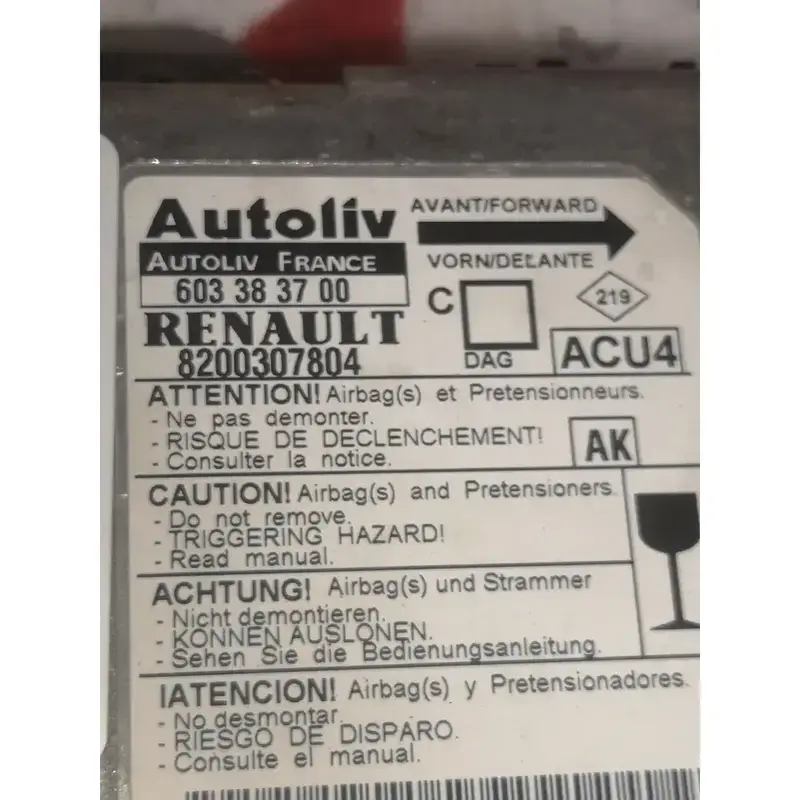 Autoliv
AVANT/FORWARD
AUTOLIV FRANCE
VORN/DELANTE
603 38 37 00
C
219
RENAULT
8200307804
DAG
ACU4
ATTENTION! Airbag(s) et Pretensionneurs.
- Ne pas demonter.
- RISQUE DE DECLENCHEMENT!
- Consulter la notice.
AK
CAUTION! Airbag(s) and Pretensioners.
- Do not remove.
- TRIGGERING HAZARD!
- Read manual.
ACHTUNG! Airbag(s) und Strammer
- Nicht demontieren.
- KONNEN AUSLONEN.
- Sehen Sie die Bedienungsanleitung.
IATENCION! Airbag(s) y Pretensionadores.
- No desmontar.
- RIESGO DE DISPARO.
- Consulte el manual.